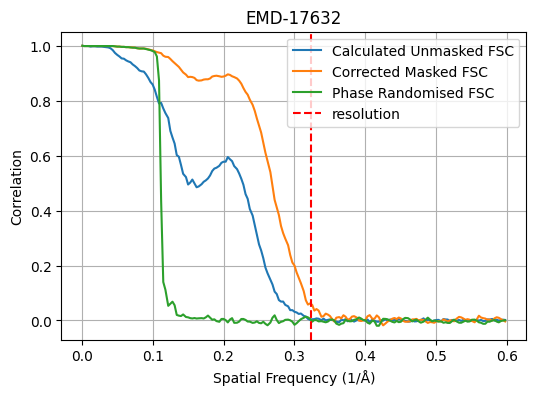 EMD-17632
Calculated Unmasked FSC
Corrected Masked FSC
Phase Randomised FSC
resolution
Correlation
1.0
0.8
0.6
0.4
0.2
0.0
0.0 0.1 0.2 0.3 0.4 0.5 0.6
Spatial Frequency (1/Å)